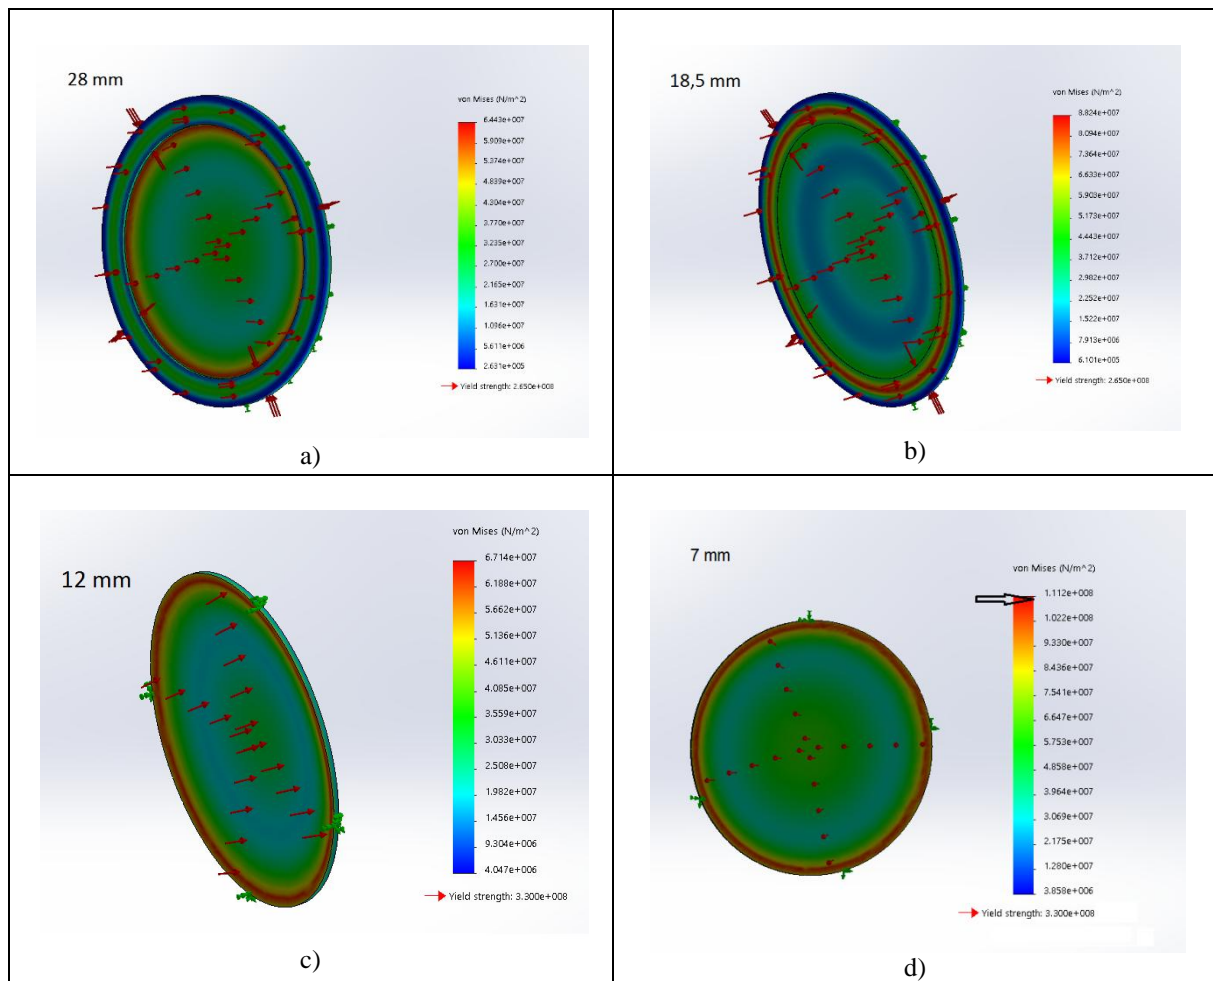 28 mm
von Mises (N/m^2)
6.443e+007
5.909e+007
5.374e+007
4.839e+007
4.304e+007
3.770e+007
3.235e+007
2.700e+007
2.165e+007
1.631e+007
1.096e+007
5.611e+006
2.631e+005
Yield strength: 2.650e+008
a)
18,5 mm
von Mises (N/m^2)
8.824e+007
8.094e+007
7.364e+007
6.633e+007
5.903e+007
5.173e+007
4.443e+007
3.712e+007
2.982e+007
2.252e+007
1.522e+007
7.913e+006
6.101e+005
Yield strength: 2.650e+008
b)
12 mm
von Mises (N/m^2)
6.714e+007
6.188e+007
5.662e+007
5.136e+007
4.611e+007
4.085e+007
3.559e+007
3.033e+007
2.508e+007
1.982e+007
1.456e+007
9.304e+006
4.047e+006
Yield strength: 3.300e+008
c)
7 mm
von Mises (N/m^2)
1.112e+008
1.022e+008
9.330e+007
8.436e+007
7.541e+007
6.647e+007
5.753e+007
4.858e+007
3.964e+007
3.069e+007
2.175e+007
1.280e+007
3.858e+006
Yield strength: 3.300e+008
d)